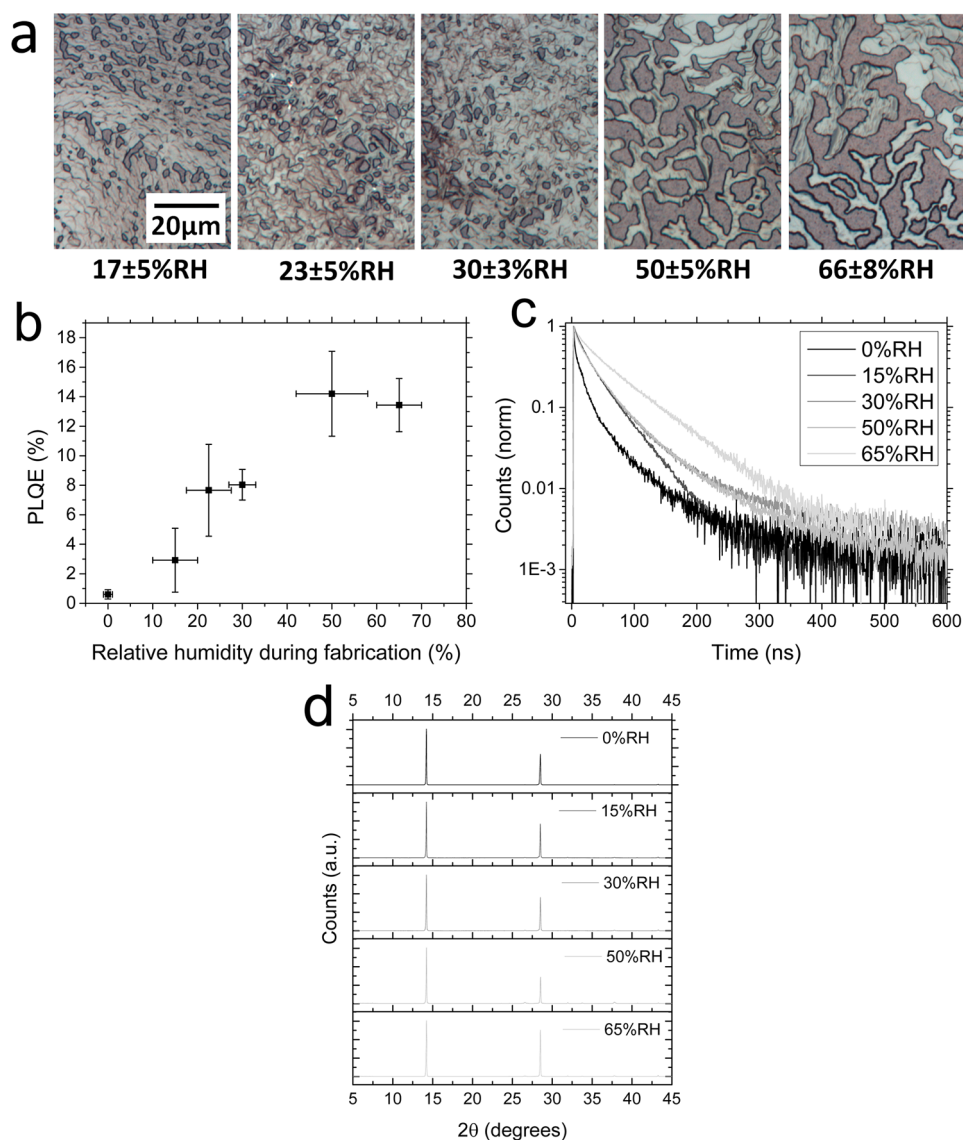 a
20μm
17±5%RH 23±5%RH 30±3%RH 50±5%RH 66±8%RH
b
18
16
14
12
10
8
6
4
2
0
PLQE (%)
0 10 20 30 40 50 60 70 80
Relative humidity during fabrication (%)
c
1
0.1
0.01
1E-3
Counts (norm)
0%RH
15%RH
30%RH
50%RH
65%RH
0 100 200 300 400 500 600
Time (ns)
d
5 10 15 20 25 30 35 40 45
0%RH
15%RH
30%RH
50%RH
65%RH
Counts (a.u.)
5 10 15 20 25 30 35 40 45
2θ (degrees)